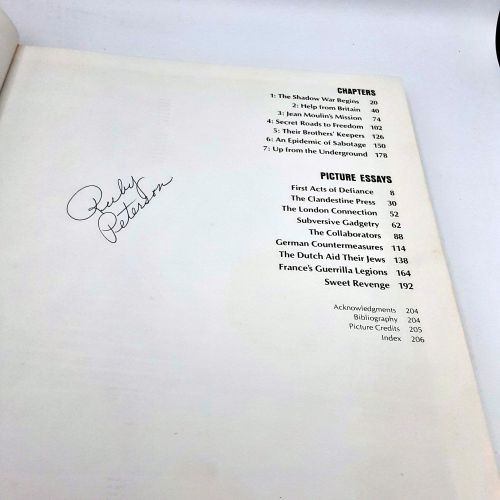 CHAPTERS
1: The Shadow War Begins 20
2: Help from Britain 40
3: Jean Moulin's Mission 74
4: Secret Roads to Freedom 102
5: Their Brothers' Keepers 126
6: An Epidemic of Sabotage 150
7: Up from the Underground 178
Ruby
Peterson
PICTURE ESSAYS
First Acts of Defiance 8
The Clandestine Press 30
The London Connection 52
Subversive Gadgetry 62
The Collaborators 88
German Countermeasures 114
The Dutch Aid Their Jews 138
France's Guerrilla Legions 164
Sweet Revenge 192
Acknowledgments 204
Bibliography 204
Picture Credits 205
Index 206